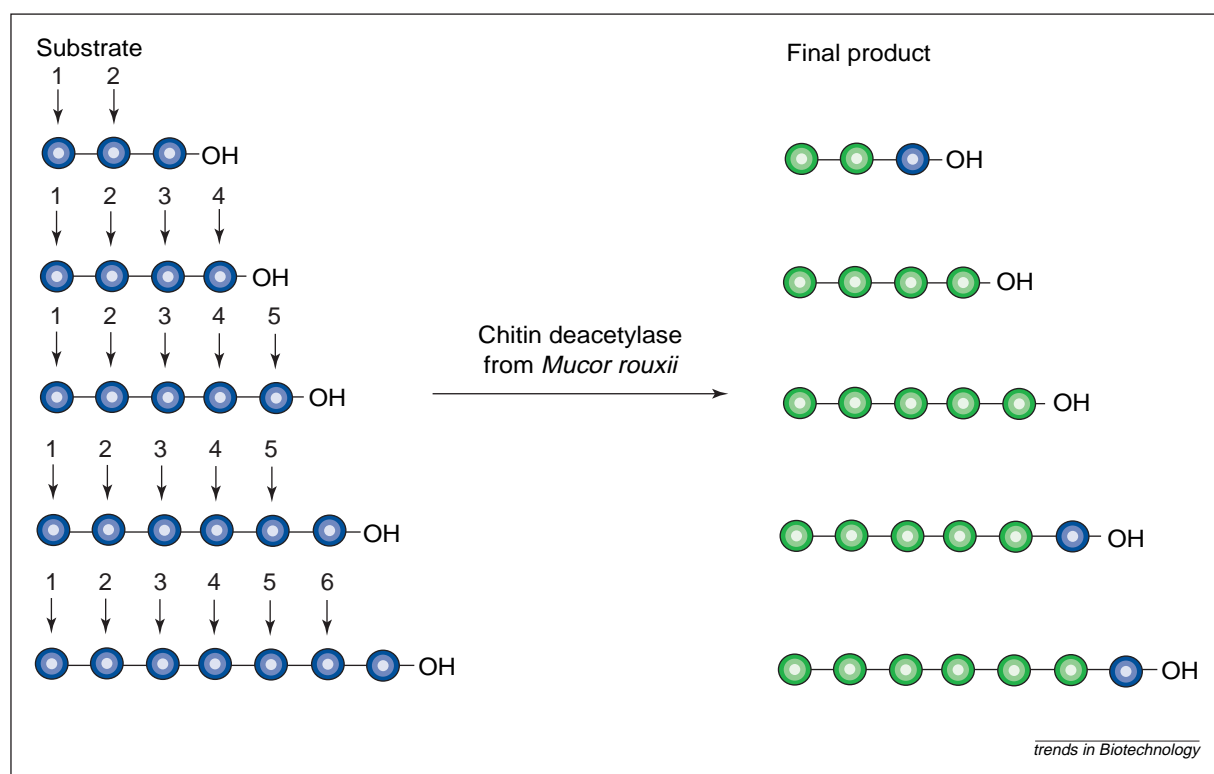 Substrate
Final product
1 2
OH
OH
1 2 3 4
OH
OH
1 2 3 4 5
Chitin deacetylase
from Mucor rouxii
OH
OH
1 2 3 4 5
OH
OH
1 2 3 4 5 6
OH
OH
trends in Biotechnology